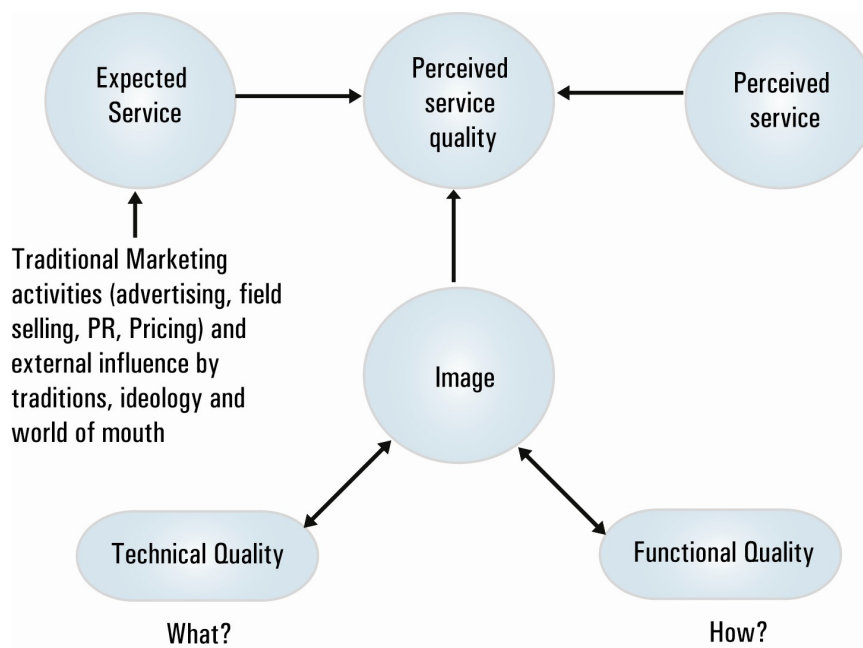 Expected
Service
Perceived
service
quality
Perceived
service
Traditional Marketing
activities (advertising, field
selling, PR, Pricing) and
external influence by
traditions, ideology and
world of mouth
Image
Technical Quality
Functional Quality
What?
How?